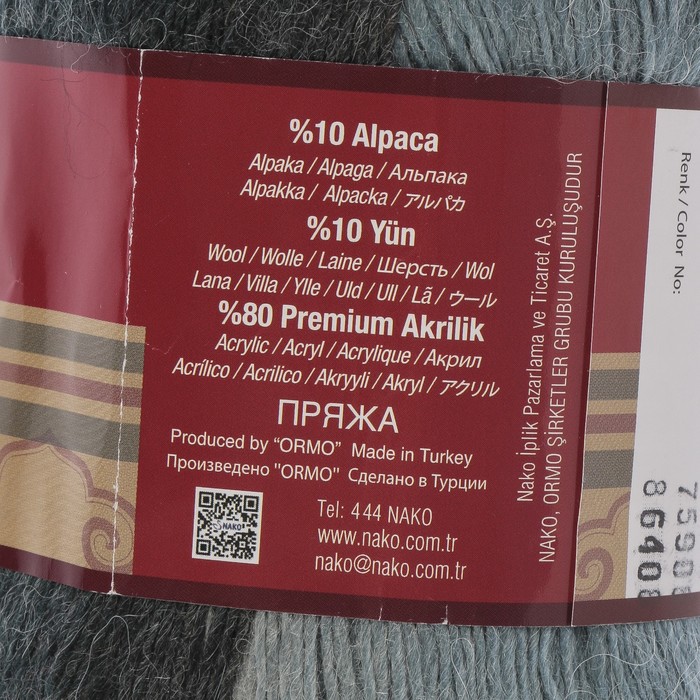 %10 Alpaca
Alpaka / Alpaga / Альпака
Alpakka / Alpacka / アルパカ
%10 Yün
Wool / Wolle / Laine / Шерсть / Wol
Lana / Villa / Ylle / Uld / Ull / Lã / ウール
%80 Premium Akrilik
Acrylic / Acryl / Acrylique / Акрил
Acrílico / Acrilico / Akryyli / Akryl / アクリル
ПРЯЖА
Produced by “ORMO” Made in Turkey
Произведено "ORMO" Сделано в Турции
NAKO
Tel: 444 NAKO
www.nako.com.tr
nako@nako.com.tr
Nako İplik Pazarlama ve Ticaret A.Ş.
NAKO, ORMO ŞİRKETLER GRUBU KURULUŞUDUR
Renk / Color No: